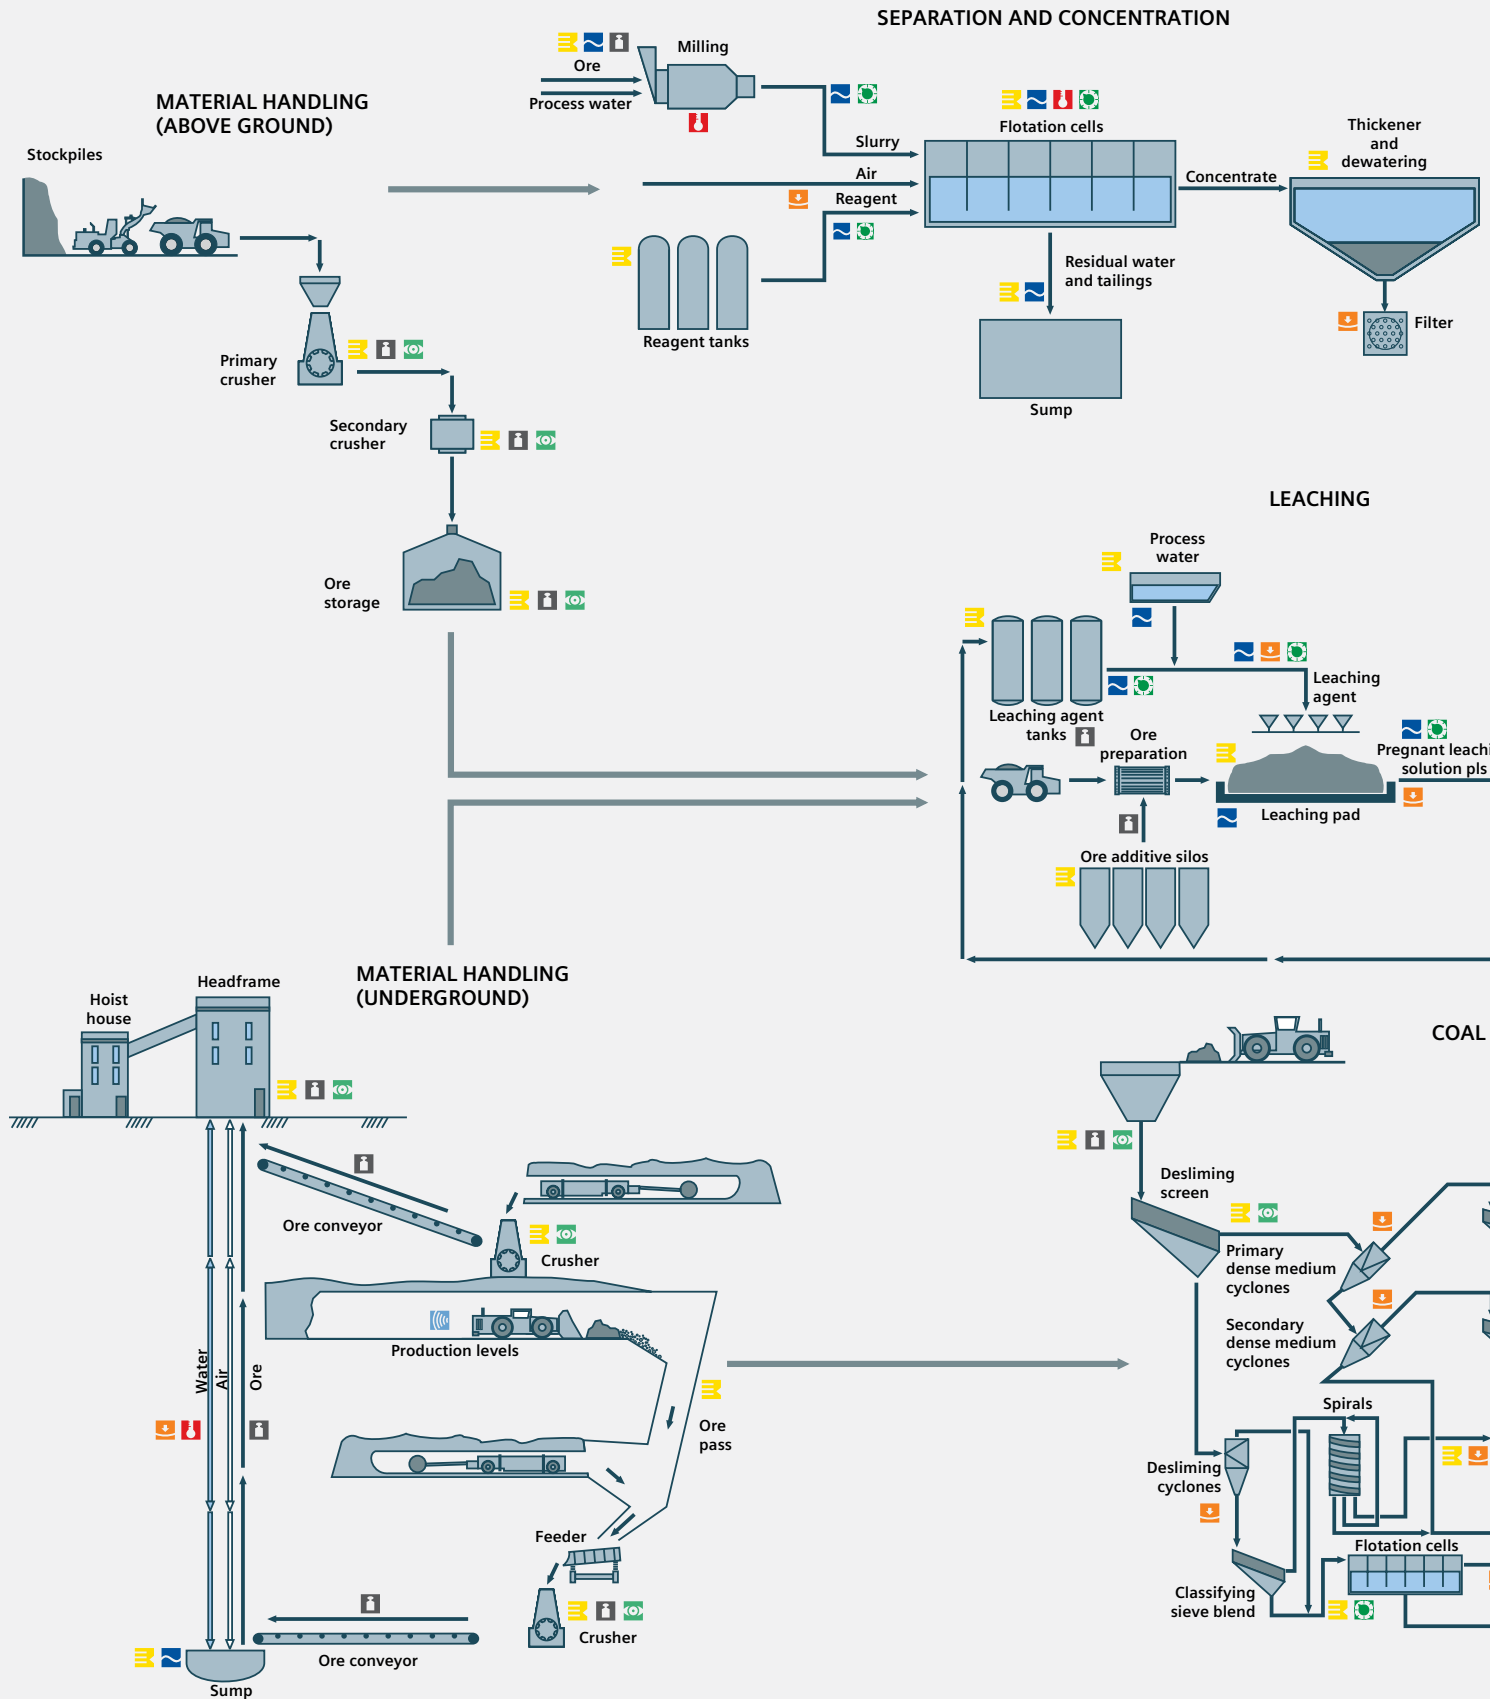 SEPARATION AND CONCENTRATION
Milling
Ore
Process water
MATERIAL HANDLING
(ABOVE GROUND)
Stockpiles
Flotation cells
Thickener
and
dewatering
Slurry
Air
Reagent
Concentrate
Residual water
and tailings
Reagent tanks
Filter
Sump
Primary
crusher
Secondary
crusher
Ore
storage
LEACHING
Process
water
Leaching
agent
Leaching agent
tanks
Ore
preparation
Pregnant leachi
solution pls
Leaching pad
Ore additive silos
MATERIAL HANDLING
(UNDERGROUND)
Headframe
Hoist
house
Ore conveyor
Crusher
Production levels
Water
Air
Ore
Ore
pass
Feeder
Crusher
Ore conveyor
Sump
COAL
Desliming
screen
Primary
dense medium
cyclones
Secondary
dense medium
cyclones
Spirals
Desliming
cyclones
Flotation cells
Classifying
sieve blend